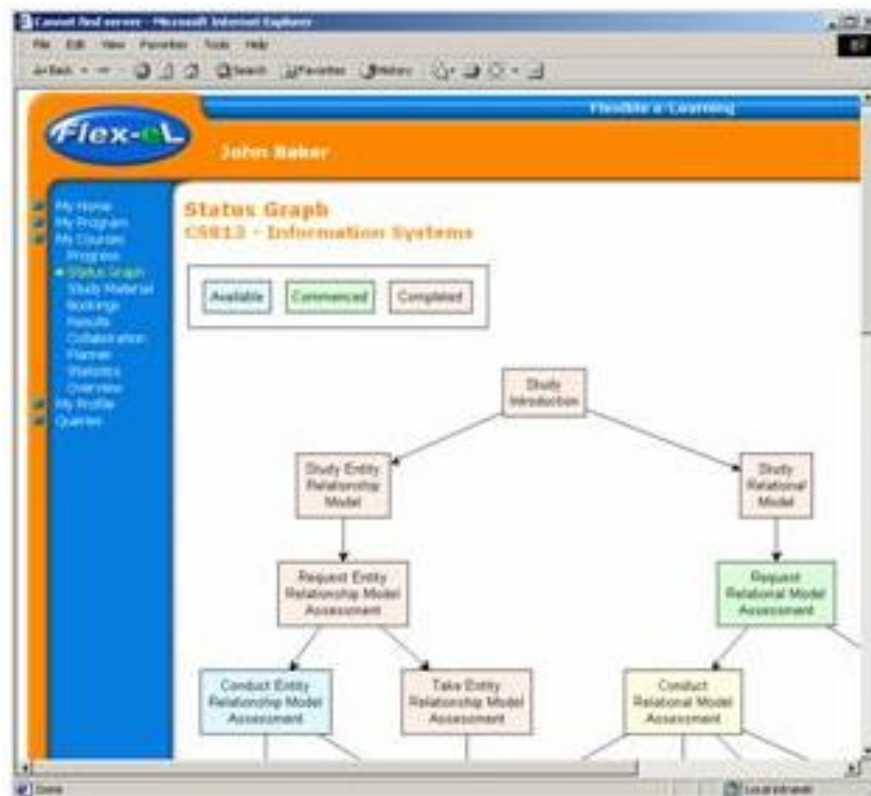 Cannot find server - Microsoft Internet Explorer
File Edit View Favorites Tools Help
Back Search Favorites History
Flexible e-Learning
Flex-eL
John Baker
My Home
My Program
My Courses
Progress
Status Graph
Study Material
Bookings
Results
Collaboration
Planner
Statistics
Overview
My Profile
Queries
Status Graph
CS813 - Information Systems
Available Commenced Completed
Study
Introduction
Study Entity
Relationship
Model
Study
Relational
Model
Request Entity
Relationship Model
Assessment
Request
Relational Model
Assessment
Conduct Entity
Relationship Model
Assessment
Take Entity
Relationship Model
Assessment
Conduct
Relational Model
Assessment
Done
Local intranet